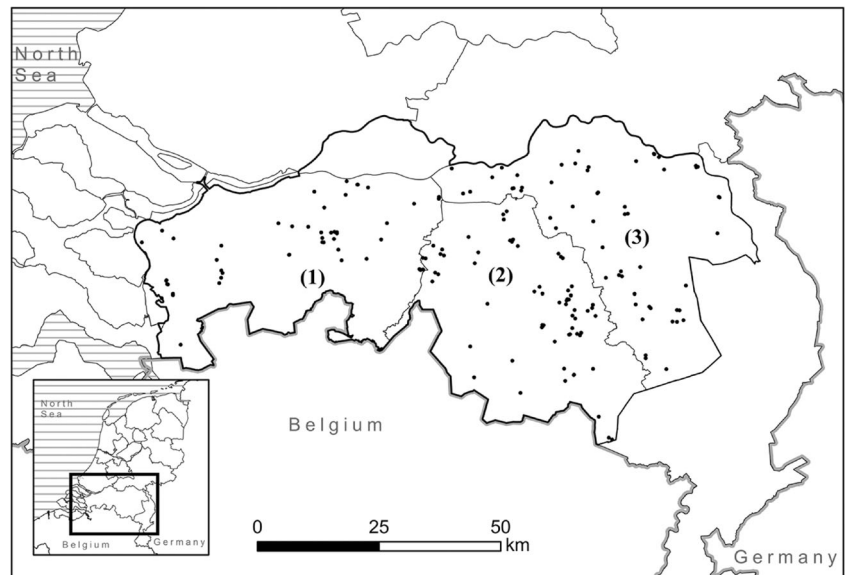 North
Sea
(3)
(1)
(2)
North
Sea
Belgium
0 25 50
km
Belgium Germany
Germany